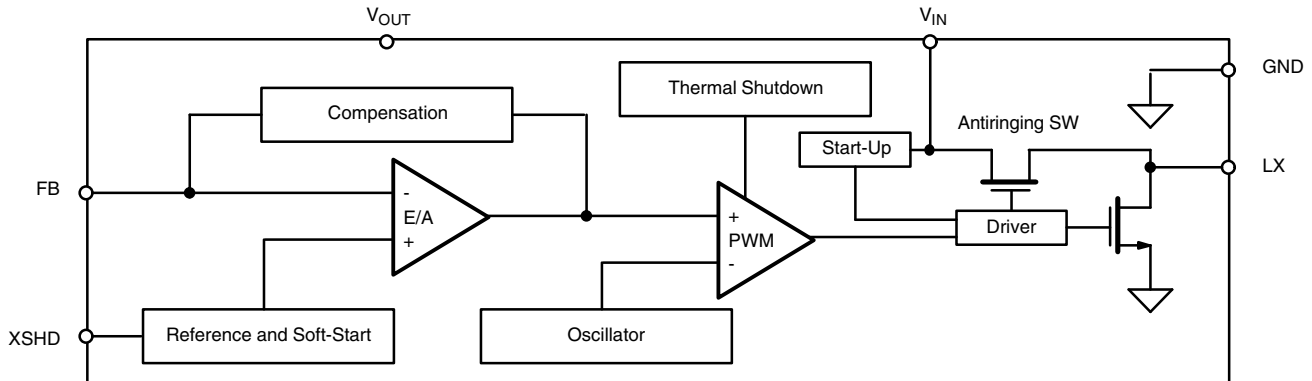 VOUT
VIN
GND
Thermal Shutdown
Compensation
Antiringing SW
Start-Up
LX
FB
-
E/A
+
+
PWM
-
Driver
XSHD
Reference and Soft-Start
Oscillator